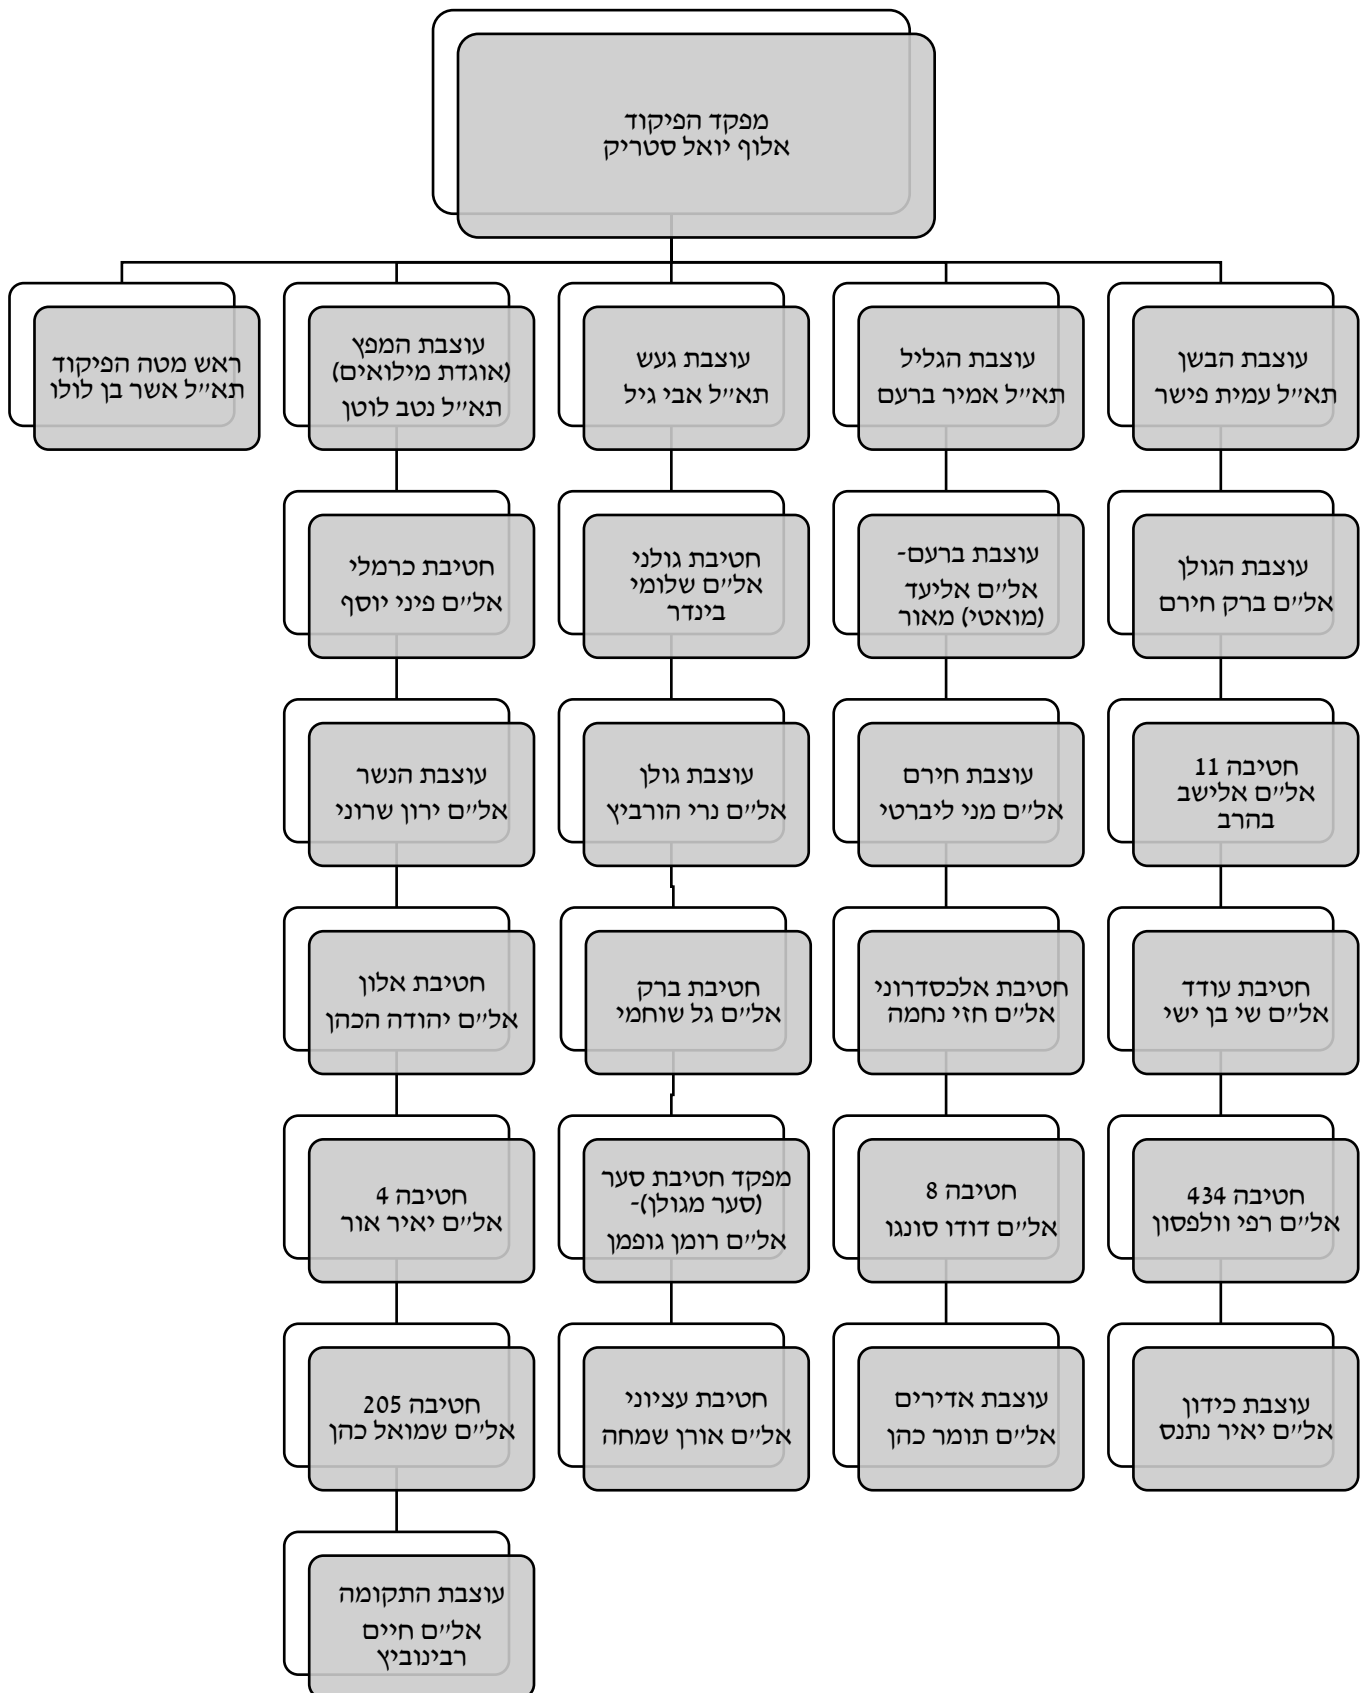 מפקד הפיקוד
אלוף יואל סטריק
עוצבת הבשן
תא״ל עמית פישר
עוצבת הגולן
אל״ם ברק חירם
חטיבה 11
אל״ם אלישב
בהרב
חטיבת עודד
אל״ם שי בן ישי
חטיבה 434
אל״ם רפי וולפסון
עוצבת כידון
אל״ם יאיר נתנס
עוצבת הגליל
תא״ל אמיר ברעם
עוצבת ברעם-
אל״ם אליעד
(מואטי) מאור
עוצבת חירם
אל״ם מני ליברטי
חטיבת אלכסדרוני
אל״ם חזי נחמה
חטיבה 8
אל״ם דודו סונגו
עוצבת אדירים
אל״ם תומר כהן
עוצבת געש
תא״ל אבי גיל
חטיבת גולני
אל״ם שלומי
בינדר
עוצבת גולן
אל״ם נרי הורביץ
חטיבת ברק
אל״ם גל שוחמי
מפקד חטיבת סער
(סער מגולן)-
אל״ם רומן גופמן
חטיבת עציוני
אל״ם אורן שמחה
עוצבת המפץ
(אוגדת מילואים)
תא״ל נטב לוטן
חטיבת כרמלי
אל״ם פיני יוסף
עוצבת הנשר
אל״ם ירון שרוני
חטיבת אלון
אל״ם יהודה הכהן
חטיבה 4
אל״ם יאיר אור
חטיבה 205
אל״ם שמואל כהן
עוצבת התקומה
אל״ם חיים
רבינוביץ
ראש מטה הפיקוד
תא״ל אשר בן לולו